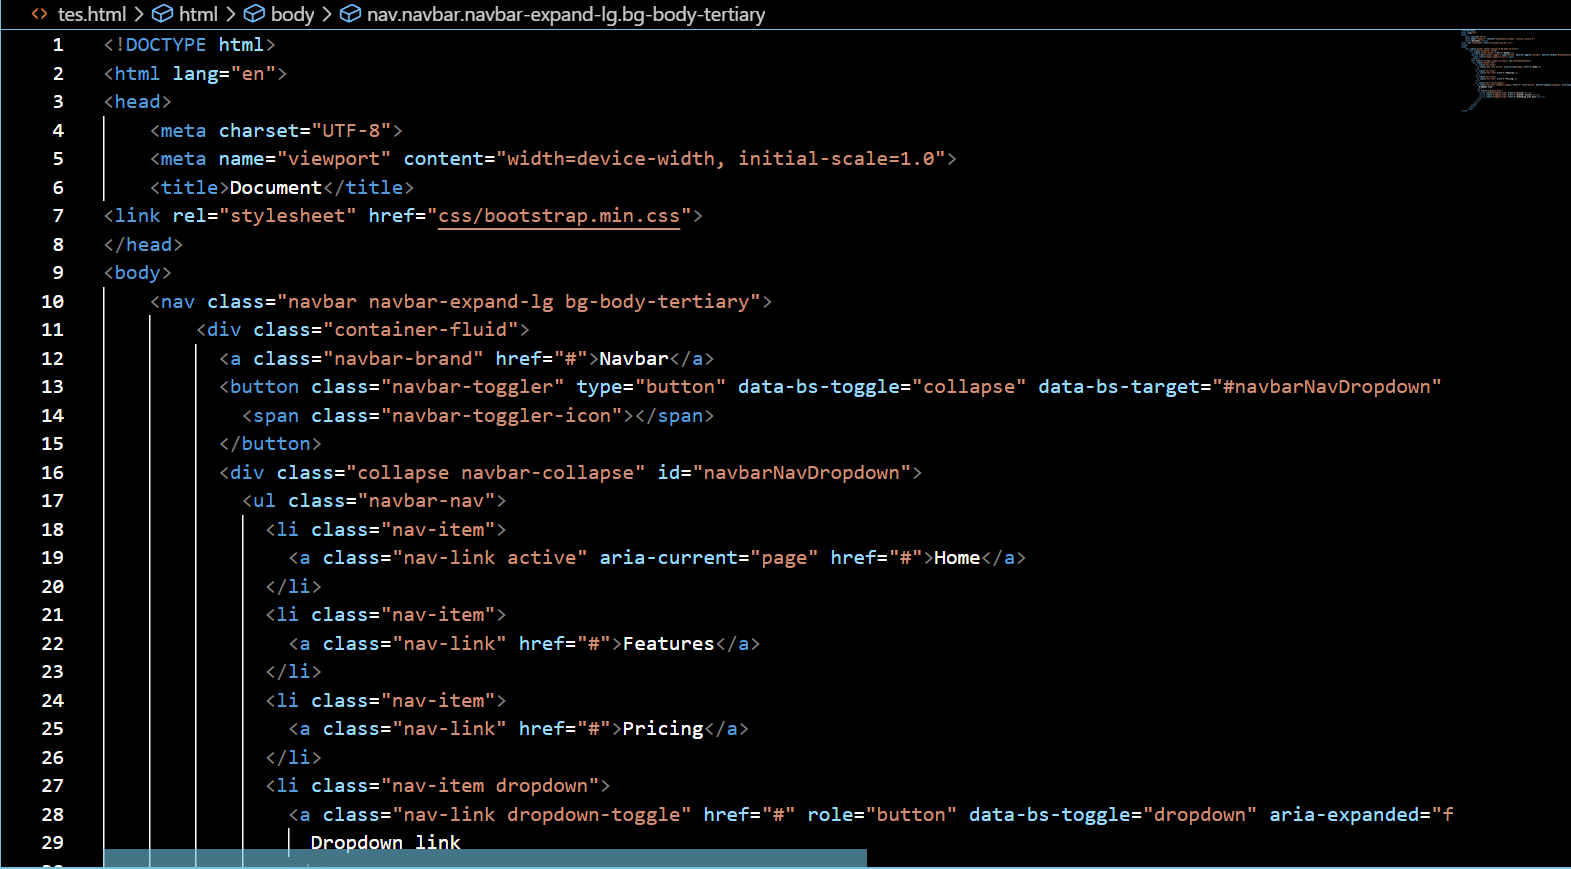 tes.html > html > body > nav.navbar.navbar-expand-lg.bg-body-tertiary
1 <!DOCTYPE html>
2 <html lang="en">
3 <head>
4 <meta charset="UTF-8">
5 <meta name="viewport" content="width=device-width, initial-scale=1.0">
6 <title>Document</title>
7 <link rel="stylesheet" href="css/bootstrap.min.css">
8 </head>
9 <body>
10 <nav class="navbar navbar-expand-lg bg-body-tertiary">
11 <div class="container-fluid">
12 <a class="navbar-brand" href="#">Navbar</a>
13 <button class="navbar-toggler" type="button" data-bs-toggle="collapse" data-bs-target="#navbarNavDropdown"
14 <span class="navbar-toggler-icon"></span>
15 </button>
16 <div class="collapse navbar-collapse" id="navbarNavDropdown">
17 <ul class="navbar-nav">
18 <li class="nav-item">
19 <a class="nav-link active" aria-current="page" href="#">Home</a>
20 </li>
21 <li class="nav-item">
22 <a class="nav-link" href="#">Features</a>
23 </li>
24 <li class="nav-item">
25 <a class="nav-link" href="#">Pricing</a>
26 </li>
27 <li class="nav-item dropdown">
28 <a class="nav-link dropdown-toggle" href="#" role="button" data-bs-toggle="dropdown" aria-expanded="f
29 Dropdown link